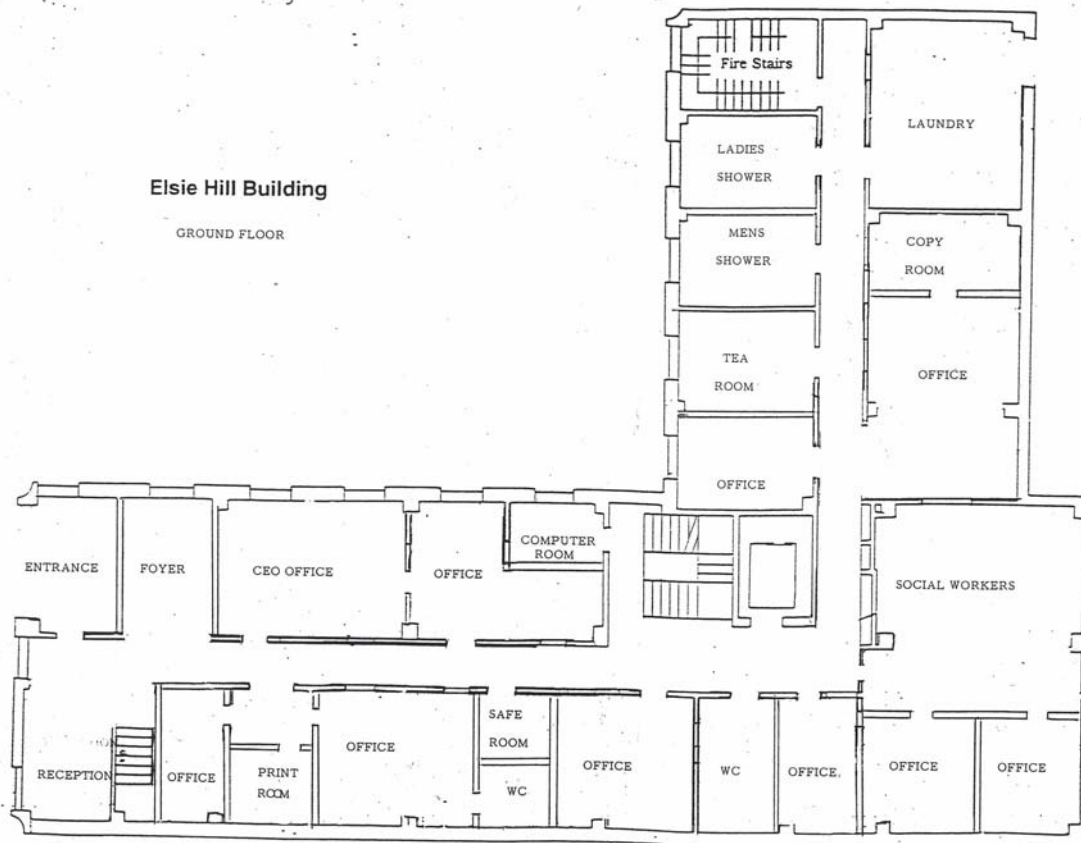 Fire Stairs
LAUNDRY
LADIES
SHOWER
Elsie Hill Building
GROUND FLOOR
MENS
SHOWER
COPY
ROOM
TEA
ROOM
OFFICE
OFFICE
ENTRANCE
FOYER
CEO OFFICE
OFFICE
COMPUTER
ROOM
SOCIAL WORKERS
RECEPTION
OFFICE
PRINT
ROOM
OFFICE
SAFE
ROOM
WC
OFFICE
WC
OFFICE.
OFFICE
OFFICE